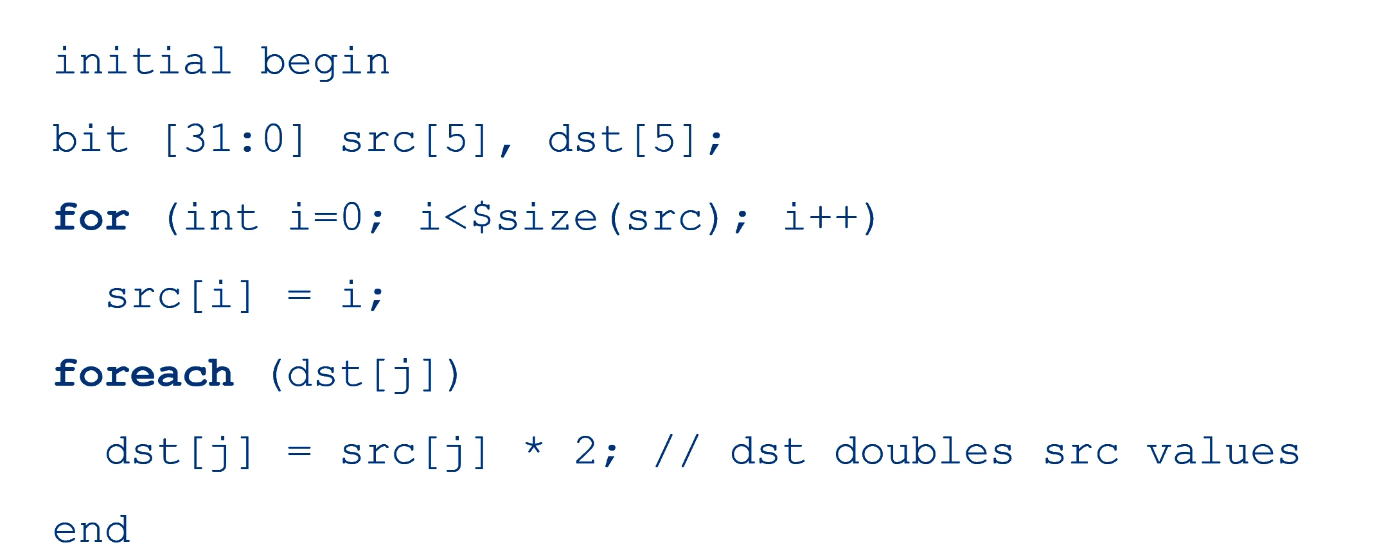 initial begin
bit [31:0] src[5], dst[5];
for (int i=0; i<$size(src); i++)
src[i] = i;
foreach (dst[j])
dst[j] = src[j] * 2; // dst doubles src values
end